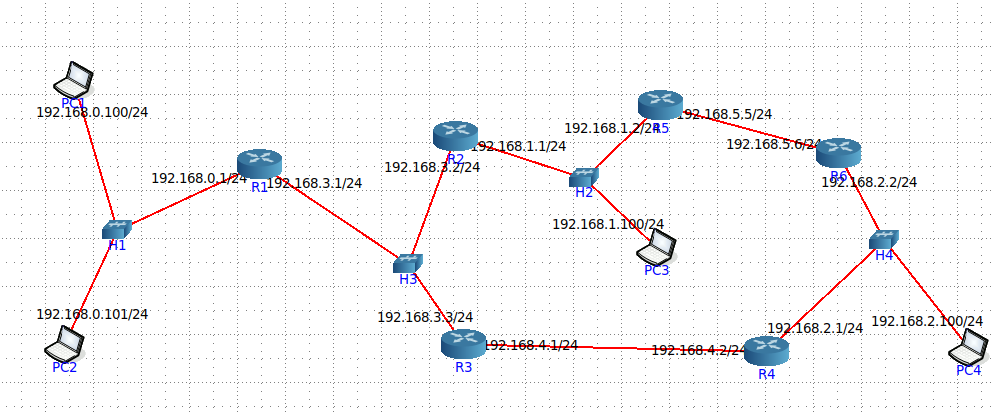 PC1
192.168.0.100/24
192.168.0.1/24
R1
192.168.3.1/24
H1
192.168.0.101/24
PC2
R2
192.168.3.2/24
192.168.1.1/24
H3
192.168.3.3/24
R3
192.168.4.1/24
R5
192.168.1.2/24
192.168.5.5/24
H2
192.168.1.100/24
PC3
192.168.5.6/24
R6
192.168.2.2/24
H4
192.168.2.1/24
192.168.2.100/24
192.168.4.2/24
R4
PC4